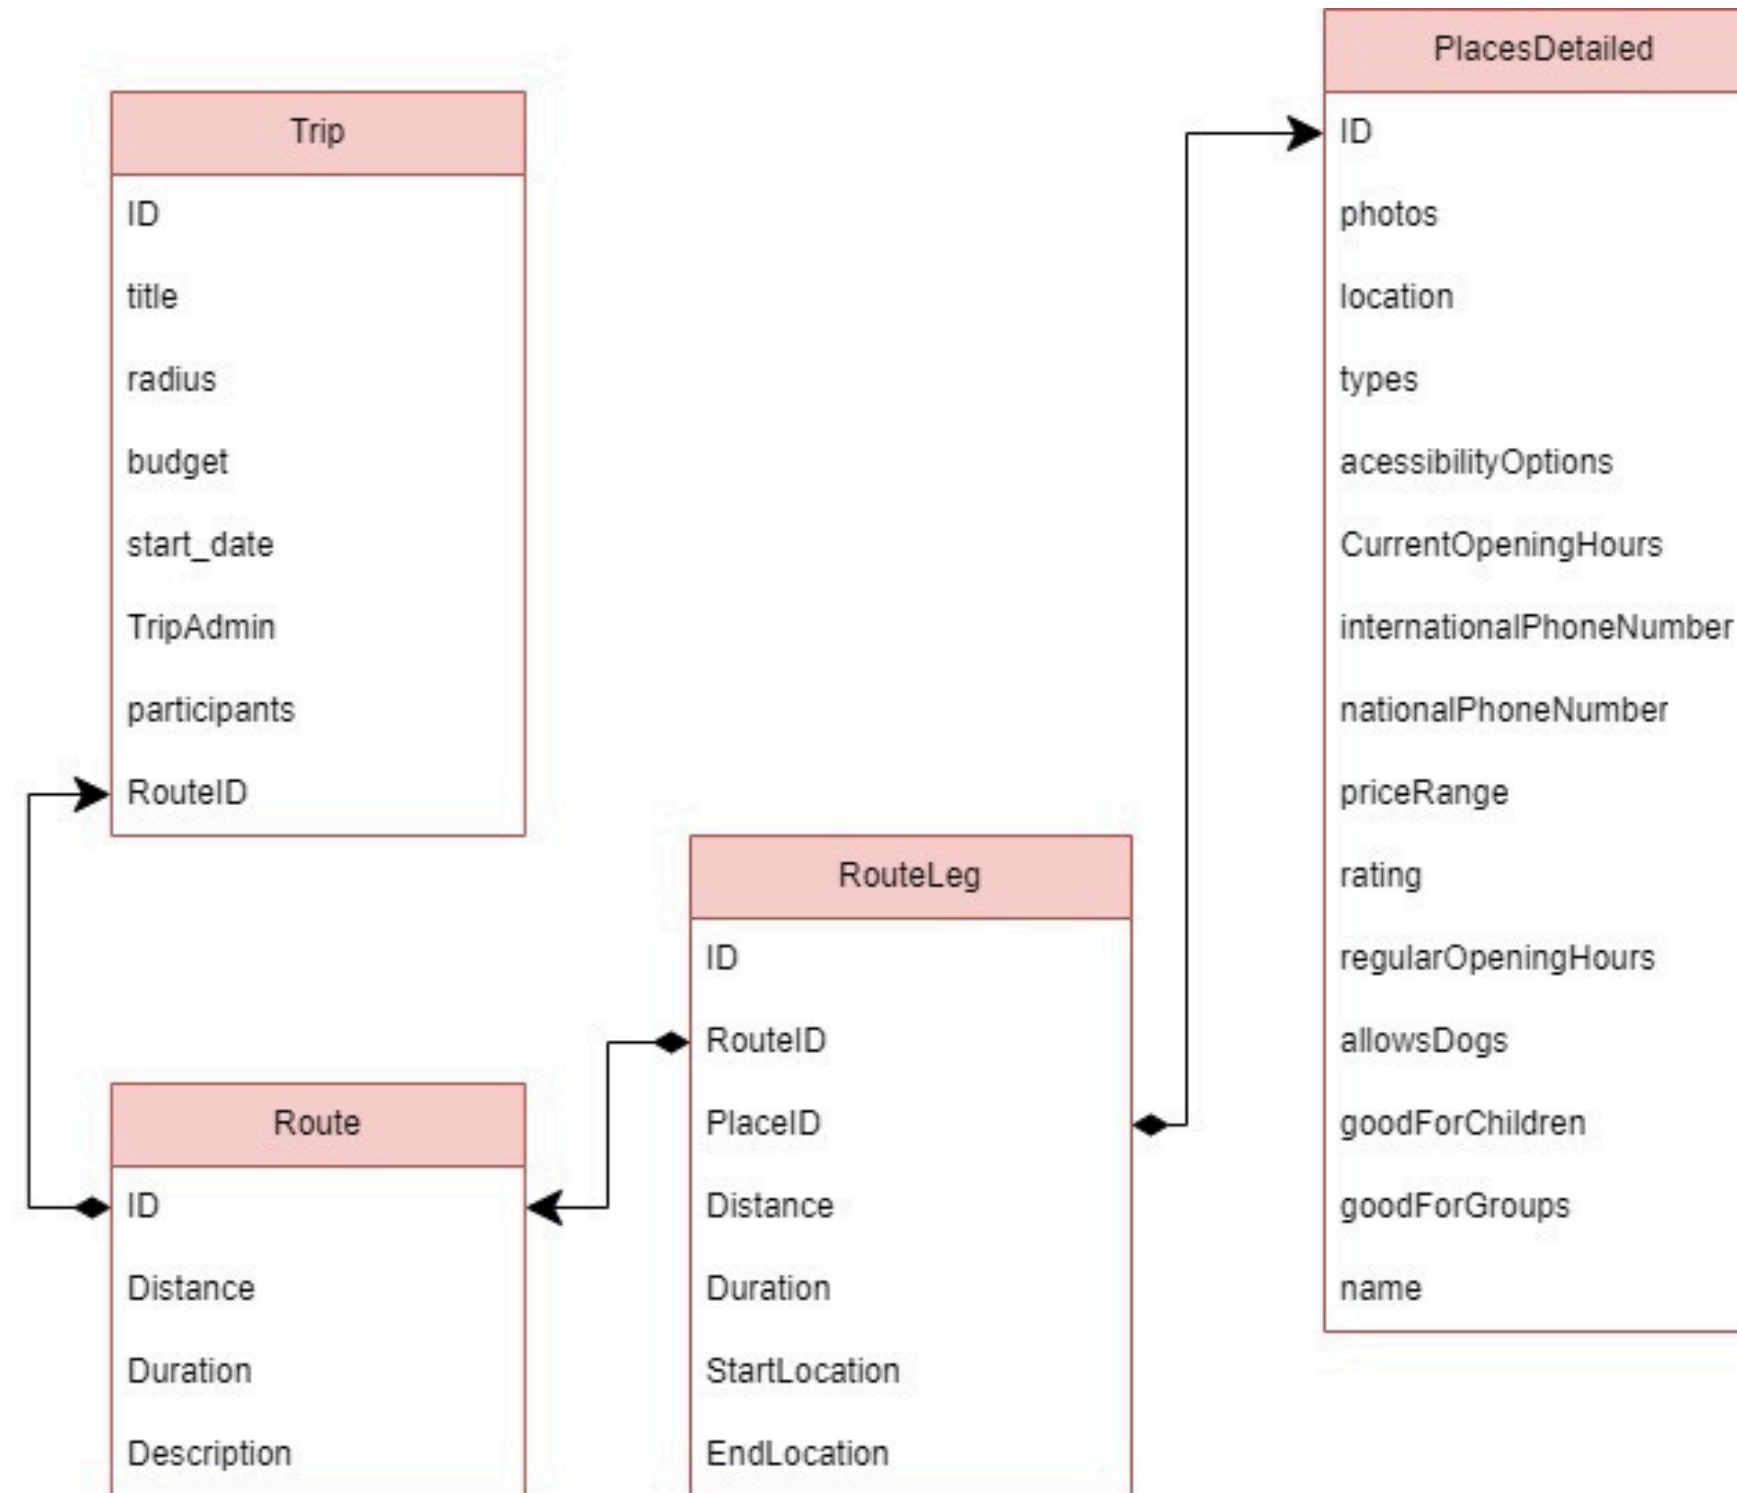 Trip
ID
title
radius
budget
start_date
TripAdmin
participants
RouteID
Route
ID
Distance
Duration
Description
RouteLeg
ID
RouteID
PlaceID
Distance
Duration
StartLocation
EndLocation
PlacesDetailed
ID
photos
location
types
acessibilityOptions
CurrentOpeningHours
internationalPhoneNumber
nationalPhoneNumber
priceRange
rating
regularOpeningHours
allowsDogs
goodForChildren
goodForGroups
name